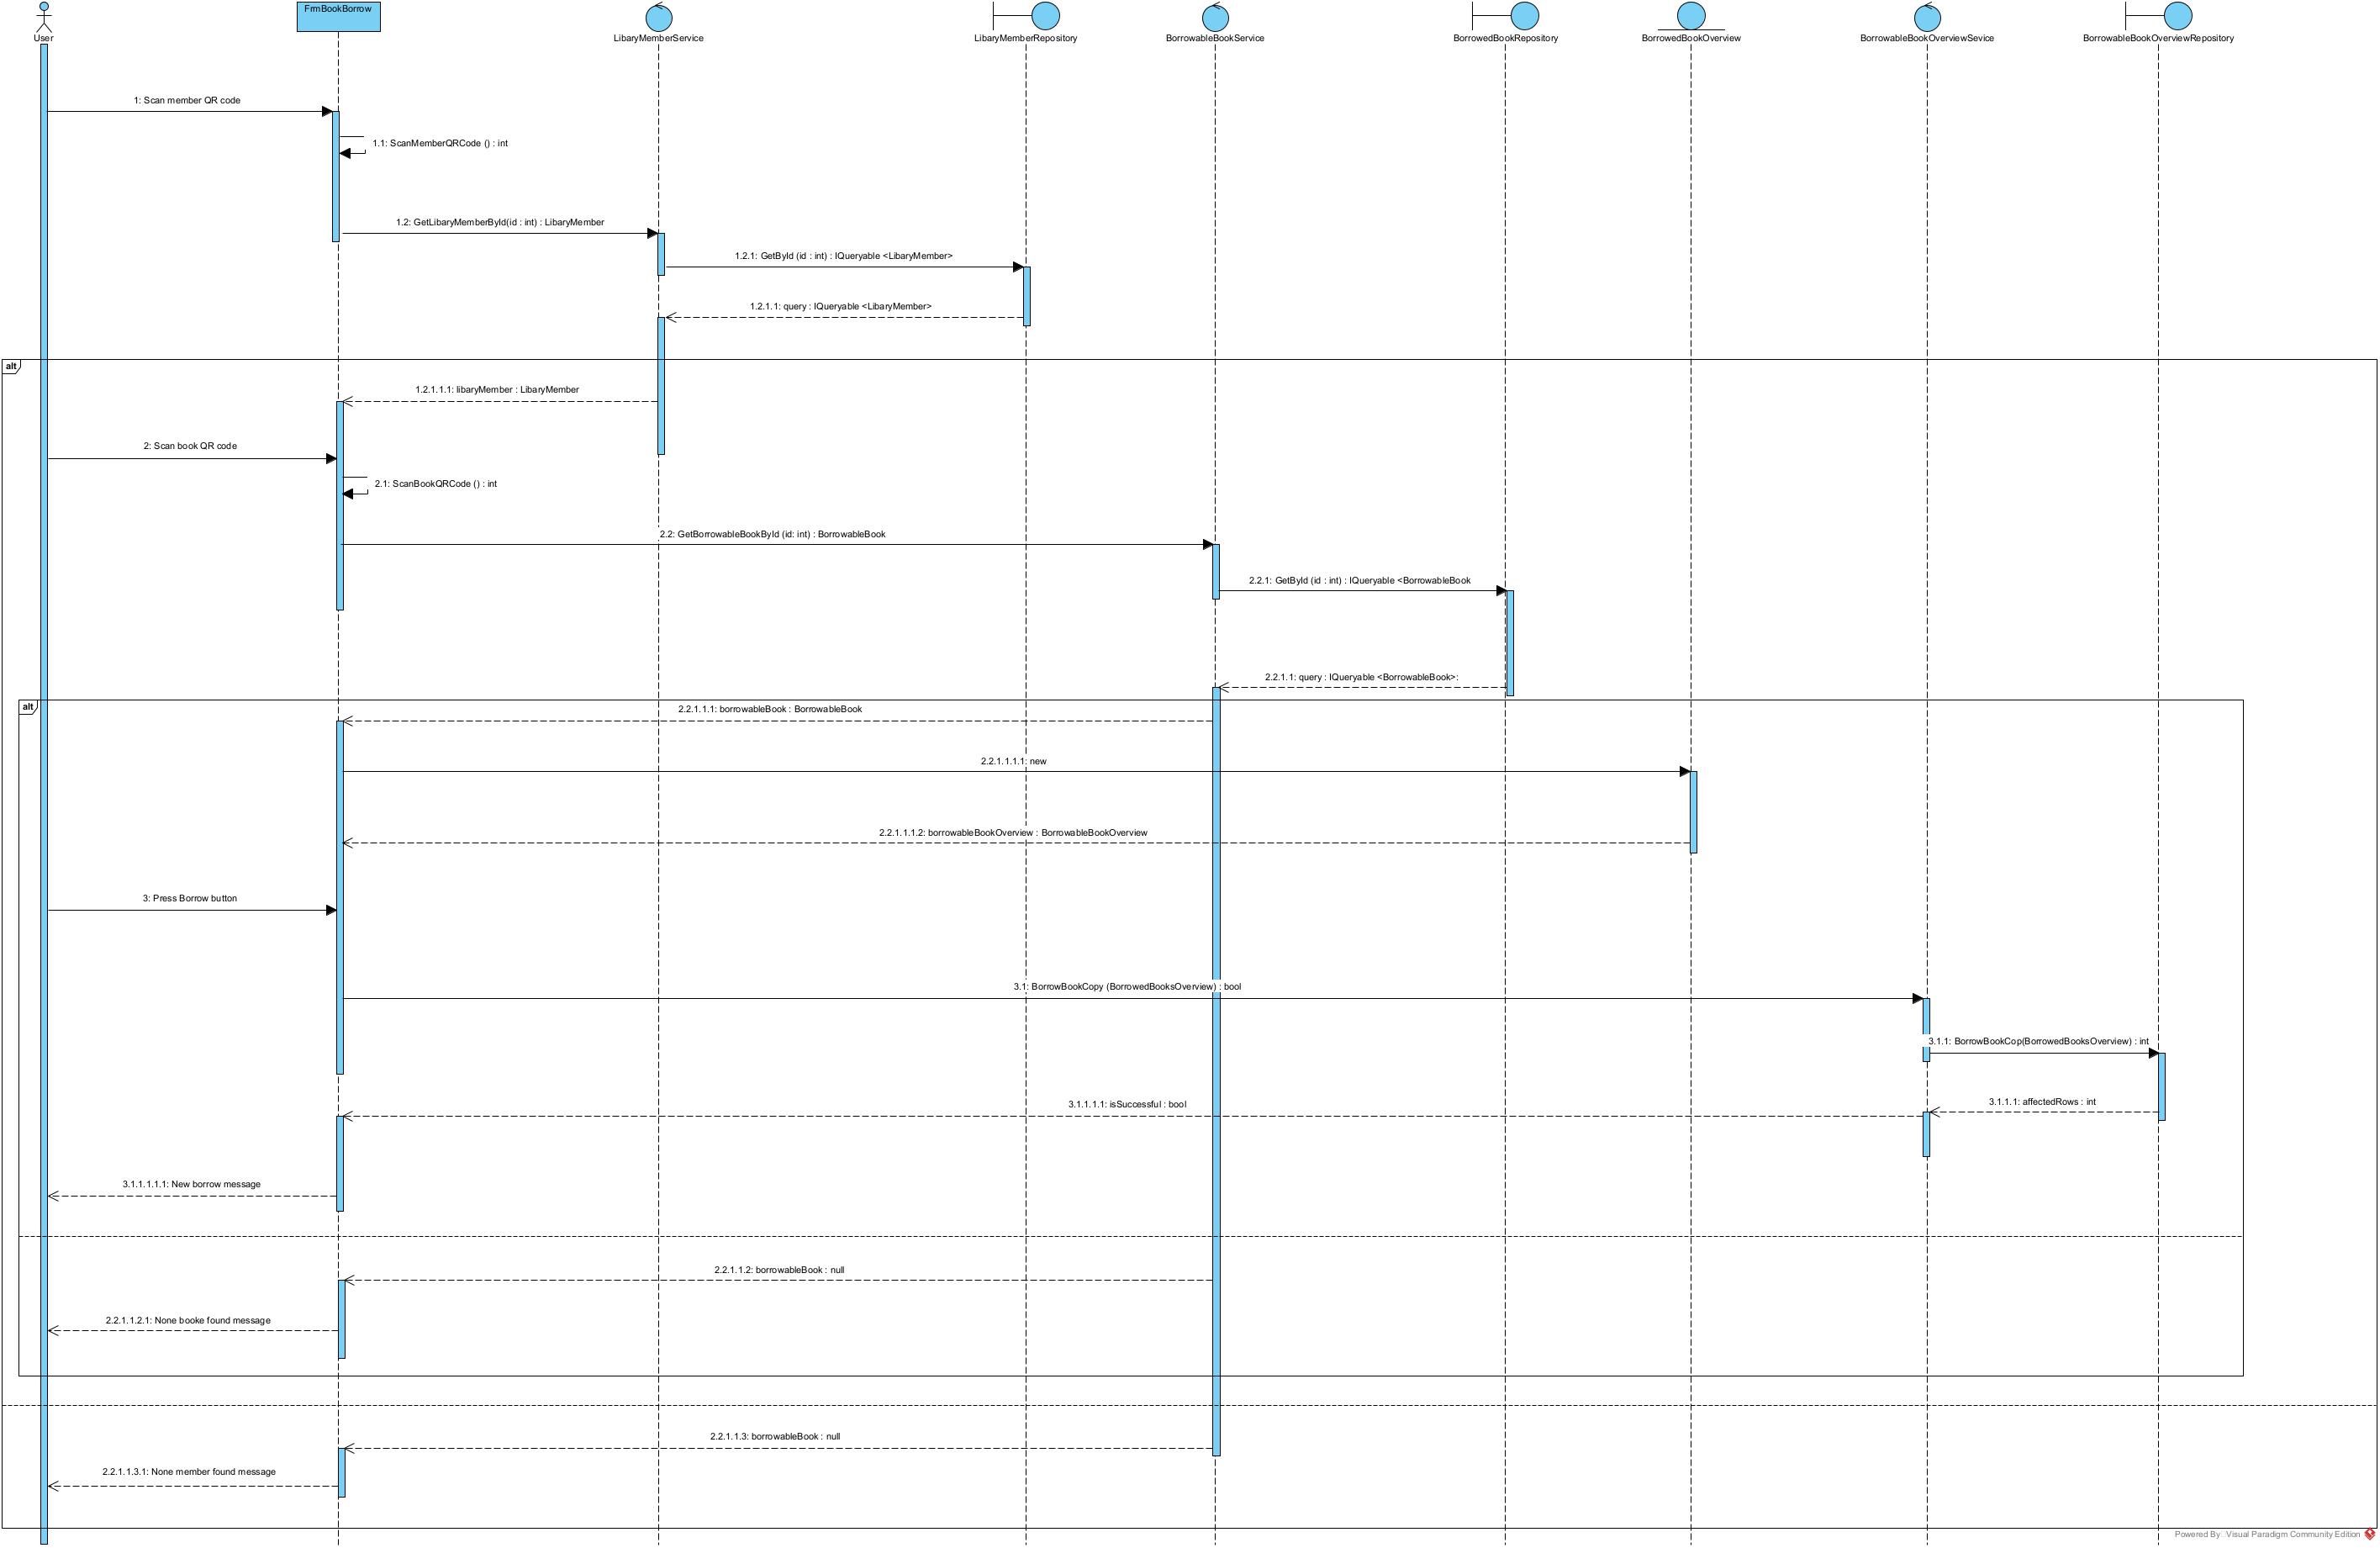 User
FrmBookBorrow
LibaryMemberService
LibaryMemberRepository
BorrowableBookService
BorrowedBookRepository
BorrowedBookOverview
BorrowableBookOverviewSevice
BorrowableBookOverviewRepository
1: Scan member QR code
1.1: ScanMemberQRCode () : int
1.2: GetLibaryMemberById(id : int) : LibaryMember
1.2.1: GetById (id : int) : IQueryable <LibaryMember>
1.2.1.1: query : IQueryable <LibaryMember>
alt
1.2.1.1.1: libaryMember : LibaryMember
2: Scan book QR code
2.1: ScanBookQRCode () : int
2.2: GetBorrowableBookById (id: int) : BorrowableBook
2.2.1: GetById (id : int) : IQueryable <BorrowableBook
2.2.1.1: query : IQueryable <BorrowableBook>:
alt
2.2.1.1.1: borrowableBook : BorrowableBook
2.2.1.1.1.1: new
2.2.1.1.1.2: borrowableBookOverview : BorrowableBookOverview
3: Press Borrow button
3.1: BorrowBookCopy (BorrowedBooksOverview) : bool
3.1.1: BorrowBookCop(BorrowedBooksOverview) : int
3.1.1.1: affectedRows : int
3.1.1.1.1: isSuccessful : bool
3.1.1.1.1.1: New borrow message
2.2.1.1.2: borrowableBook : null
2.2.1.1.2.1: None booke found message
2.2.1.1.3: borrowableBook : null
2.2.1.1.3.1: None member found message
Powered By Visual Paradigm Community Edition